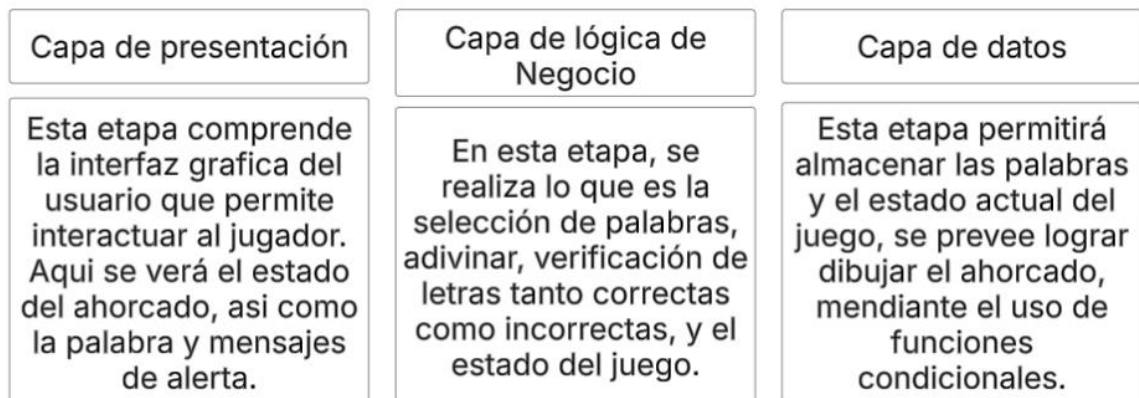 Capa de presentación
Esta etapa comprende
la interfaz grafica del
usuario que permite
interactuar al jugador.
Aqui se verá el estado
del ahorcado, asi como
la palabra y mensajes
de alerta.
Capa de lógica de
Negocio
En esta etapa, se
realiza lo que es la
selección de palabras,
adivinar, verificación de
letras tanto correctas
como incorrectas, y el
estado del juego.
Capa de datos
Esta etapa permitirá
almacenar las palabras
y el estado actual del
juego, se prevee lograr
dibujar el ahorcado,
mendiante el uso de
funciones
condicionales.